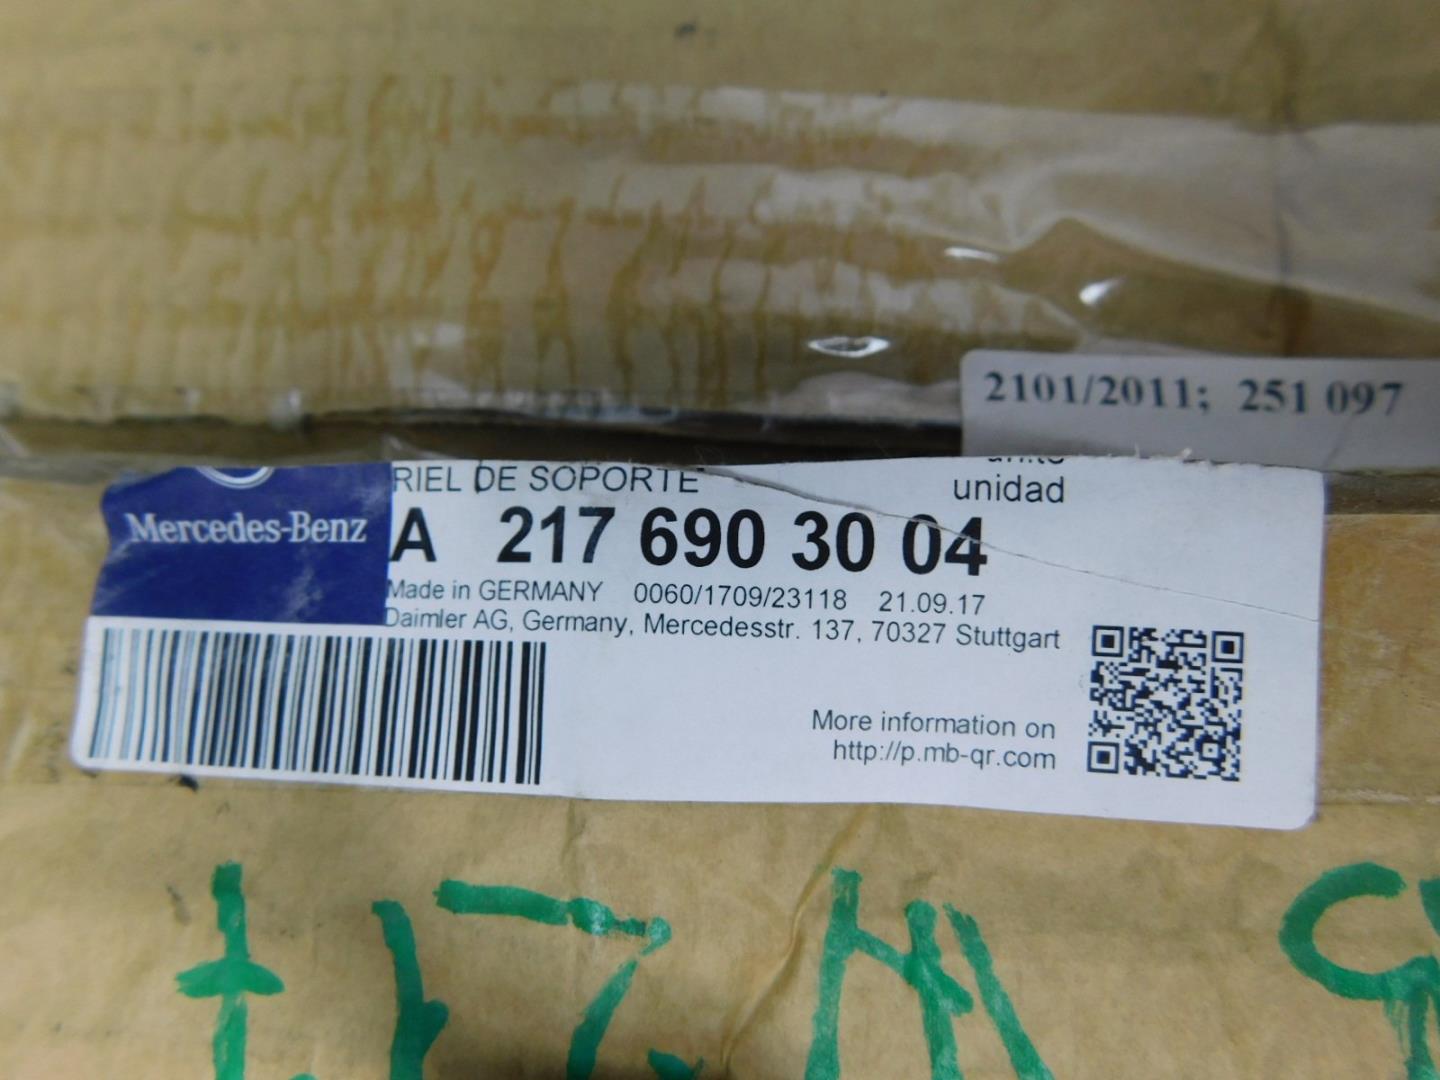 2101/2011; 251 097
RIEL DE SOPORTE
unidad
Mercedes-Benz
A 217 690 30 04
Made in GERMANY 0060/1709/23118 21.09.17
Daimler AG, Germany, Mercedesstr. 137, 70327 Stuttgart
More information on
http://p.mb-qr.com